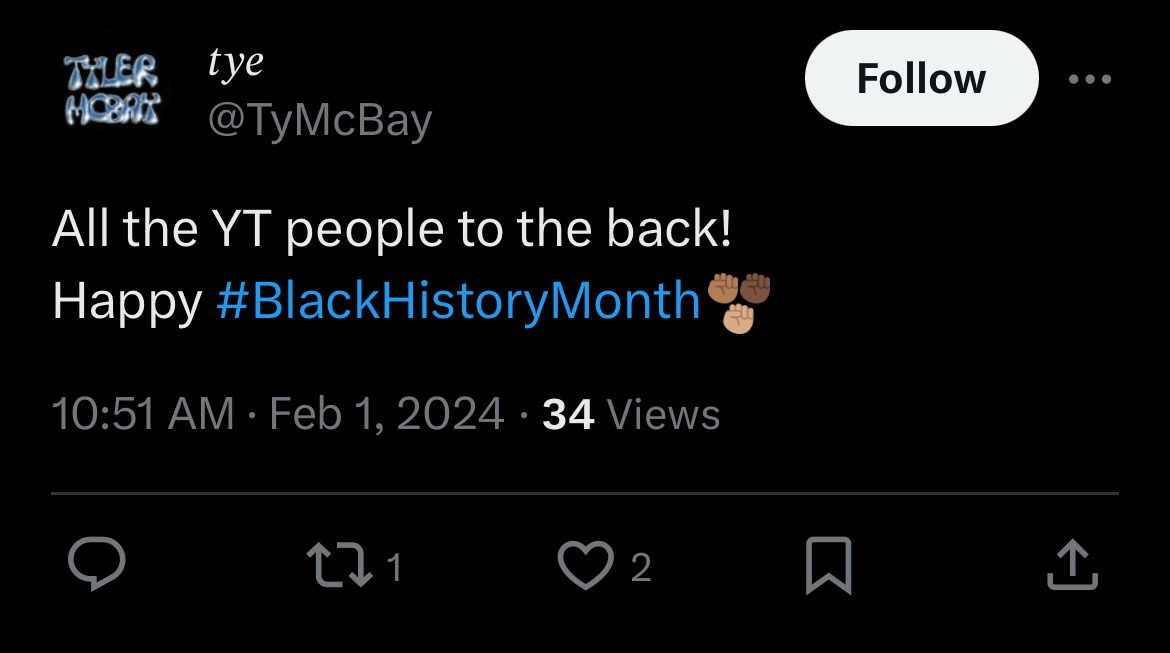 TYLER
MCBAY
tye
@TyMcBay
Follow
All the YT people to the back!
Happy #BlackHistoryMonth✊🏽✊🏾✊🏼
10:51 AM · Feb 1, 2024 · 34 Views
1
2